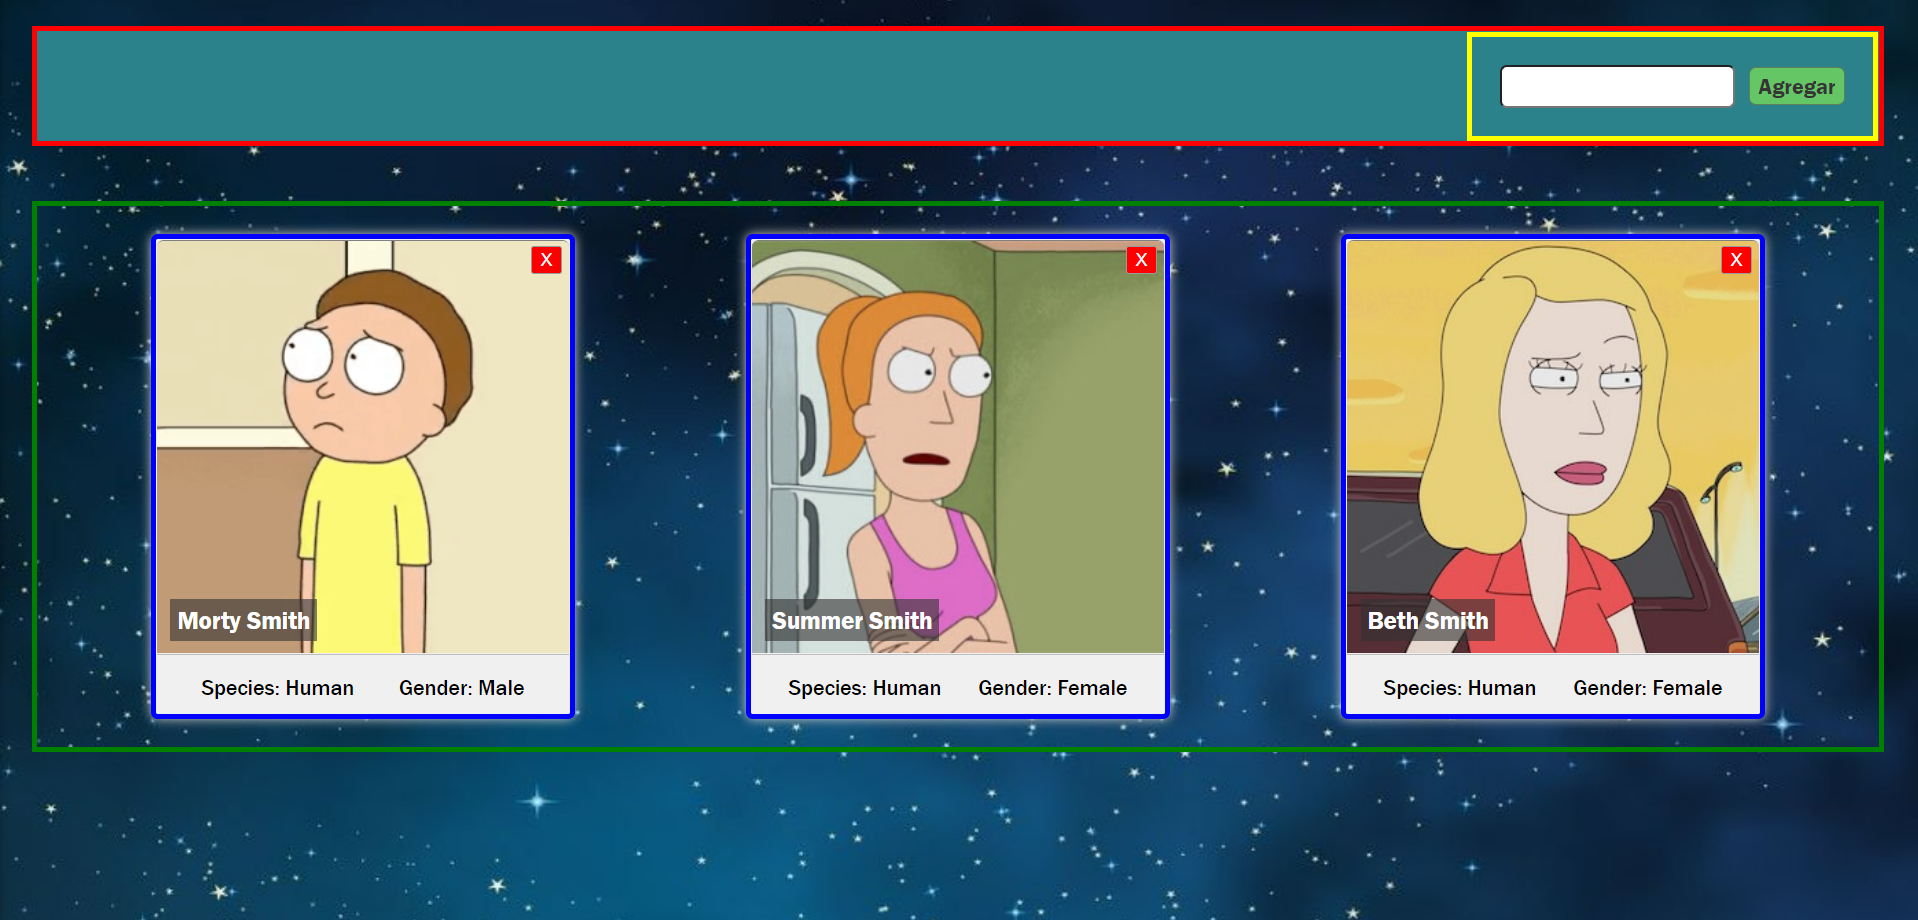 Agregar
X
X
X
Morty Smith
Summer Smith
Beth Smith
Species: Human Gender: Male
Species: Human Gender: Female
Species: Human Gender: Female